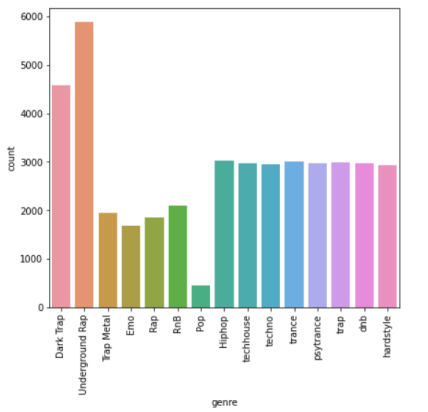 6000
5000
4000
3000
2000
1000
0
count
Dark Trap
Underground Rap
Trap Metal
Emo
Rap
RnB
Pop
Hiphop
techhouse
techno
trance
psytrance
trap
dnb
hardstyle
genre